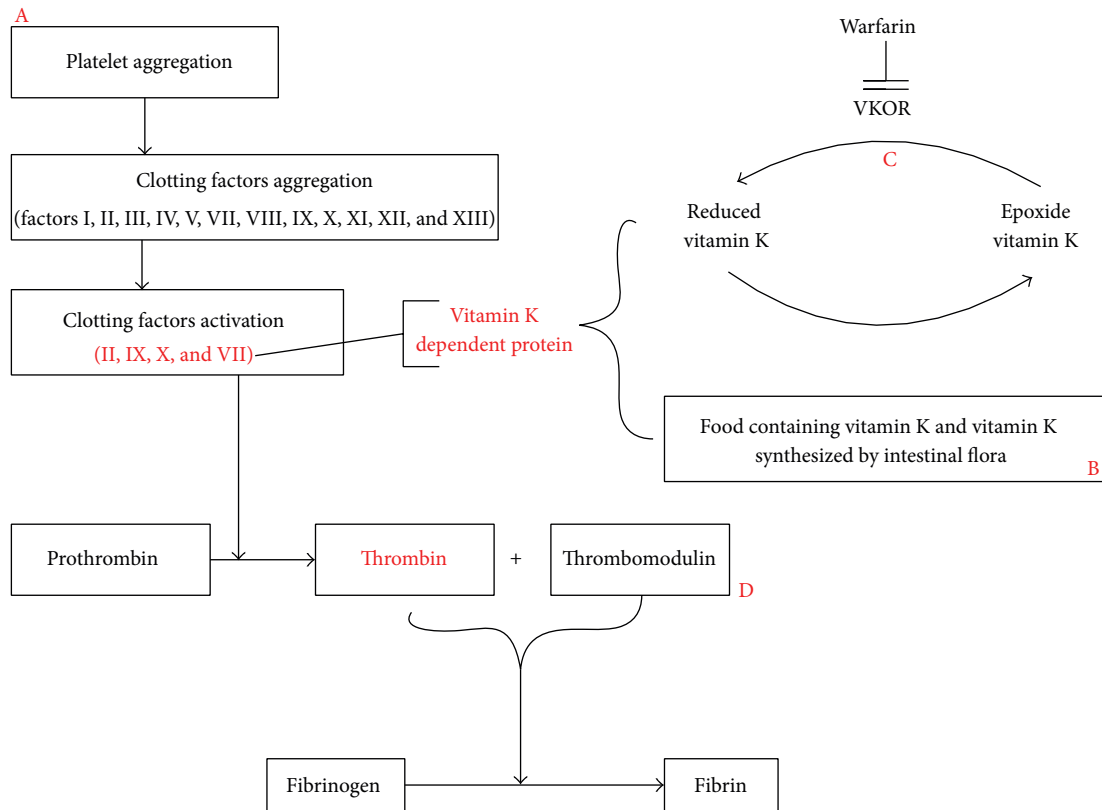 A
Platelet aggregation
Clotting factors aggregation
(factors I, II, III, IV, V, VII, VIII, IX, X, XI, XII, and XIII)
Clotting factors activation
(II, IX, X, and VII)
Vitamin K
dependent protein
Warfarin
VKOR
C
Reduced
vitamin K
Epoxide
vitamin K
Food containing vitamin K and vitamin K
synthesized by intestinal flora
B
Prothrombin
Thrombin
+
Thrombomodulin
D
Fibrinogen
Fibrin